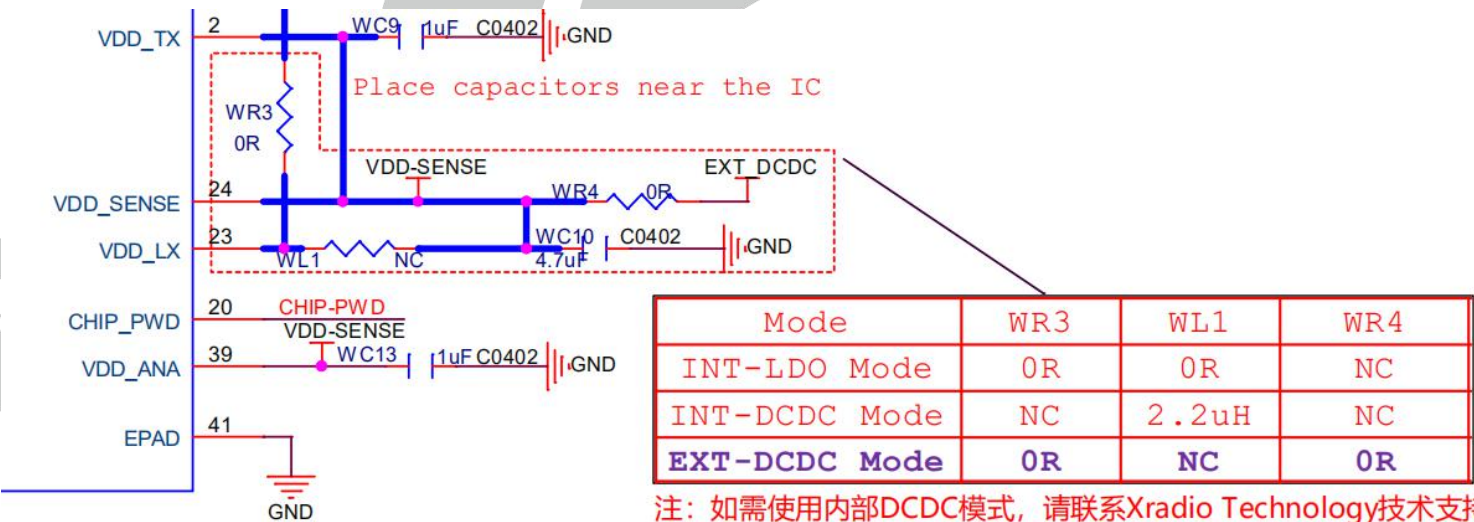 VDD_TX 2 WC9 1uF C0402 GND
Place capacitors near the IC
WR3
0R
VDD-SENSE EXT_DCDC
VDD_SENSE 24 WR4 0R
VDD_LX 23 WL1 NC WC10 4.7uF C0402 GND
CHIP_PWD 20 CHIP-PWD
VDD-SENSE
VDD_ANA 39 WC13 1uF C0402 GND
EPAD 41
GND
Mode WR3 WL1 WR4
INT-LDO Mode 0R 0R NC
INT-DCDC Mode NC 2.2uH NC
EXT-DCDC Mode 0R NC 0R
注：如需使用内部DCDC模式，请联系Xradio Technology技术支